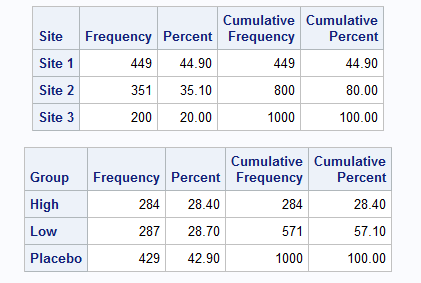 Site Frequency Percent Cumulative Frequency Cumulative Percent
Site 1 449 44.90 449 44.90
Site 2 351 35.10 800 80.00
Site 3 200 20.00 1000 100.00
Group Frequency Percent Cumulative Frequency Cumulative Percent
High 284 28.40 284 28.40
Low 287 28.70 571 57.10
Placebo 429 42.90 1000 100.00